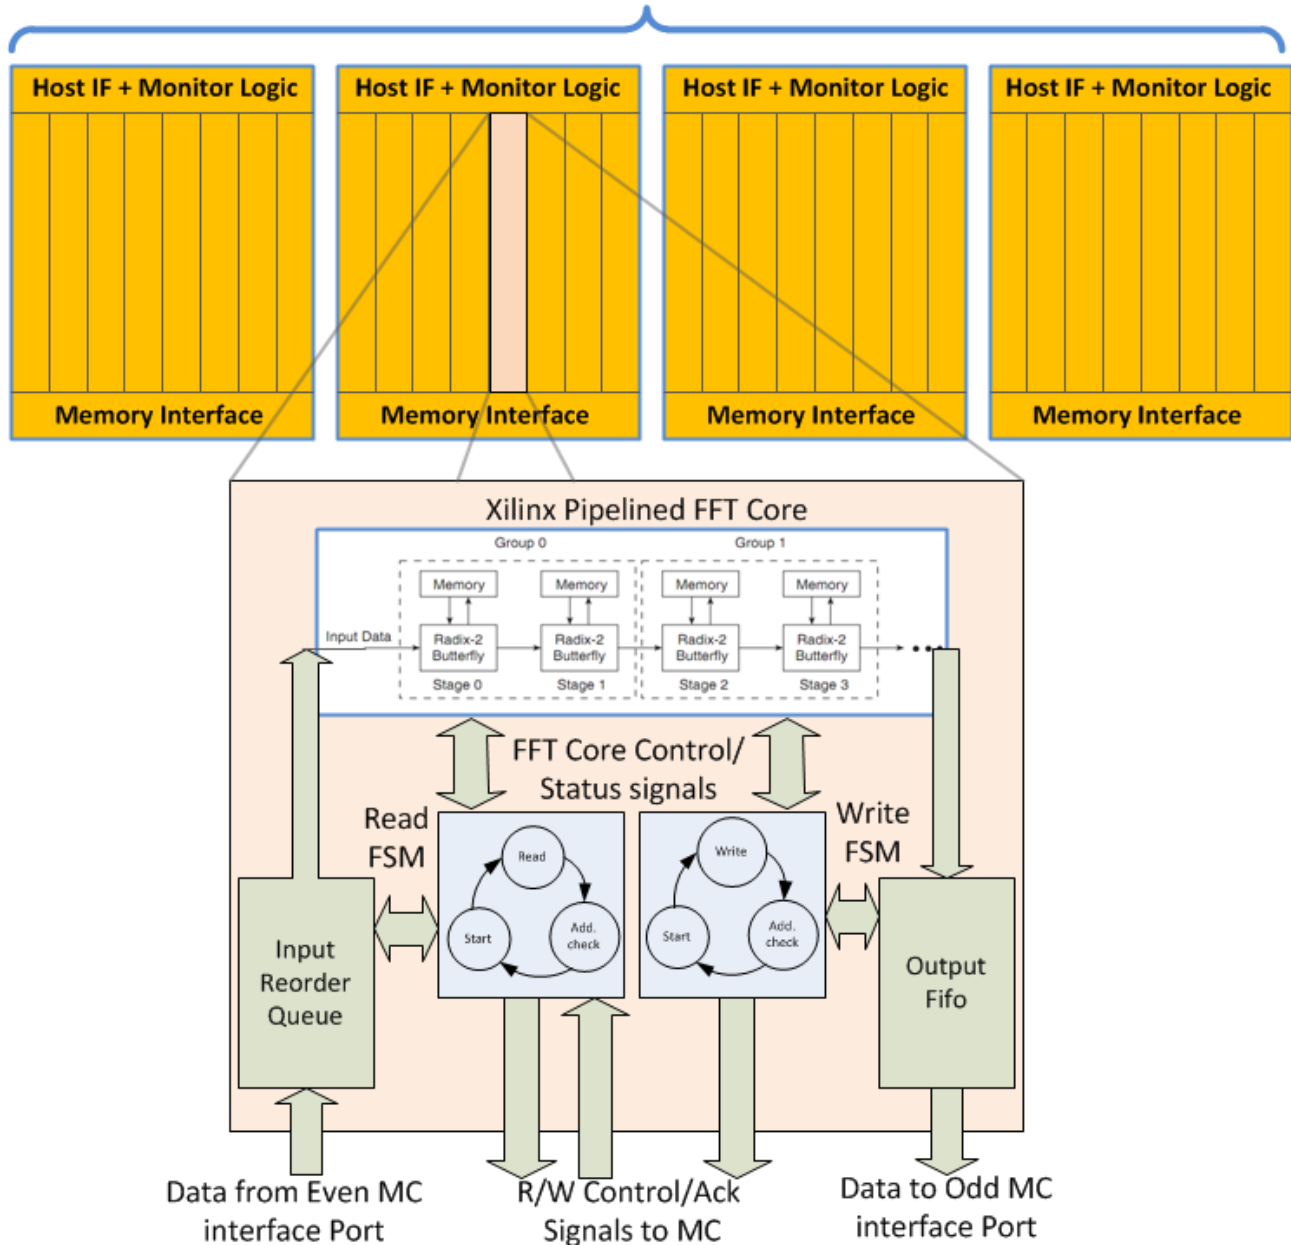 Host IF + Monitor Logic
Host IF + Monitor Logic
Host IF + Monitor Logic
Host IF + Monitor Logic
Memory Interface
Memory Interface
Memory Interface
Memory Interface
Xilinx Pipelined FFT Core
Group 0
Group 1
Memory
Memory
Memory
Memory
Input Data
Radix-2
Butterfly
Radix-2
Butterfly
Radix-2
Butterfly
Radix-2
Butterfly
Stage 0
Stage 1
Stage 2
Stage 3
FFT Core Control/
Status signals
Read
FSM
Read
Start
Add.
check
Write
Start
Add.
check
Write
FSM
Input
Reorder
Queue
Output
Fifo
Data from Even MC
interface Port
R/W Control/Ack
Signals to MC
Data to Odd MC
interface Port